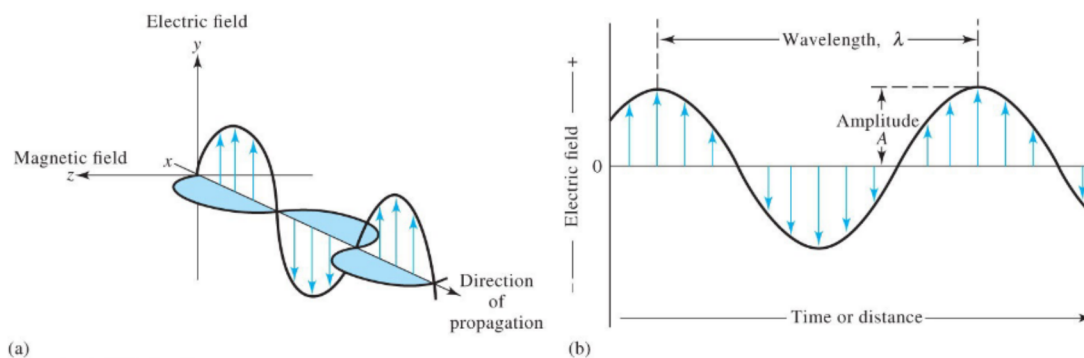 Electric field
y
Magnetic field
x
z
Direction
of
propagation
(a)
Wavelength, λ
Amplitude
A
+
Electric field
−
0
Time or distance
(b)